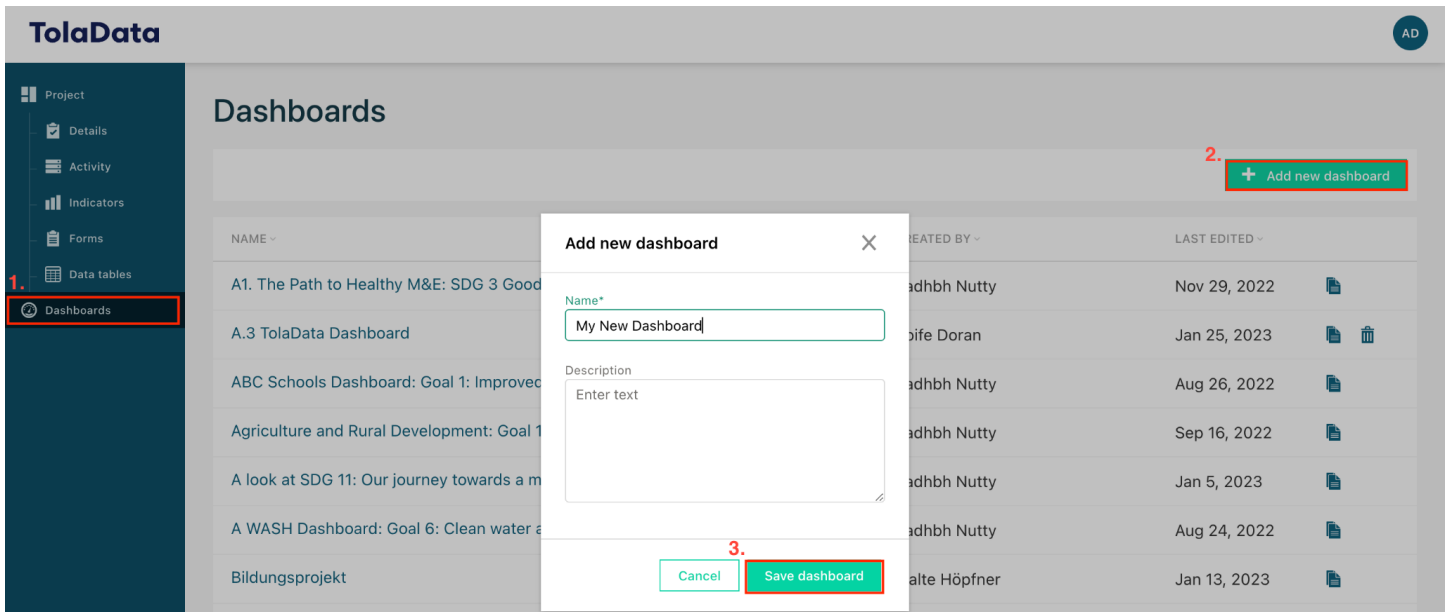 TolaData
AD
Project
Details
Activity
Indicators
Forms
Data tables
1.
Dashboards
Dashboards
2.
+ Add new dashboard
NAME
EATED BY
LAST EDITED
A1. The Path to Healthy M&E: SDG 3 Good
adhbh Nutty
Nov 29, 2022
A.3 TolaData Dashboard
ife Doran
Jan 25, 2023
ABC Schools Dashboard: Goal 1: Improved
adhbh Nutty
Aug 26, 2022
Agriculture and Rural Development: Goal 1
adhbh Nutty
Sep 16, 2022
A look at SDG 11: Our journey towards a m
adhbh Nutty
Jan 5, 2023
A WASH Dashboard: Goal 6: Clean water a
adhbh Nutty
Aug 24, 2022
Bildungsprojekt
alte Höpfner
Jan 13, 2023
Add new dashboard
Name*
My New Dashboard
Description
Enter text
3.
Cancel
Save dashboard